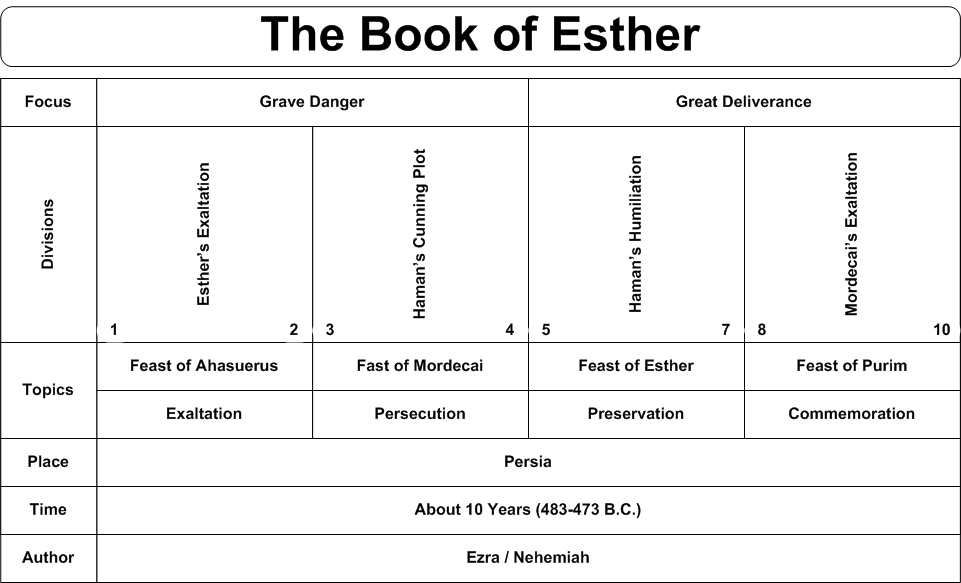 The Book of Esther
Focus
Grave Danger
Great Deliverance
Divisions
Esther's Exaltation
Haman's Cunning Plot
Haman's Humiliation
Mordecai's Exaltation
1 2 3 4 5 7 8 10
Topics
Feast of Ahasuerus
Fast of Mordecai
Feast of Esther
Feast of Purim
Exaltation
Persecution
Preservation
Commemoration
Place
Persia
Time
About 10 Years (483-473 B.C.)
Author
Ezra / Nehemiah